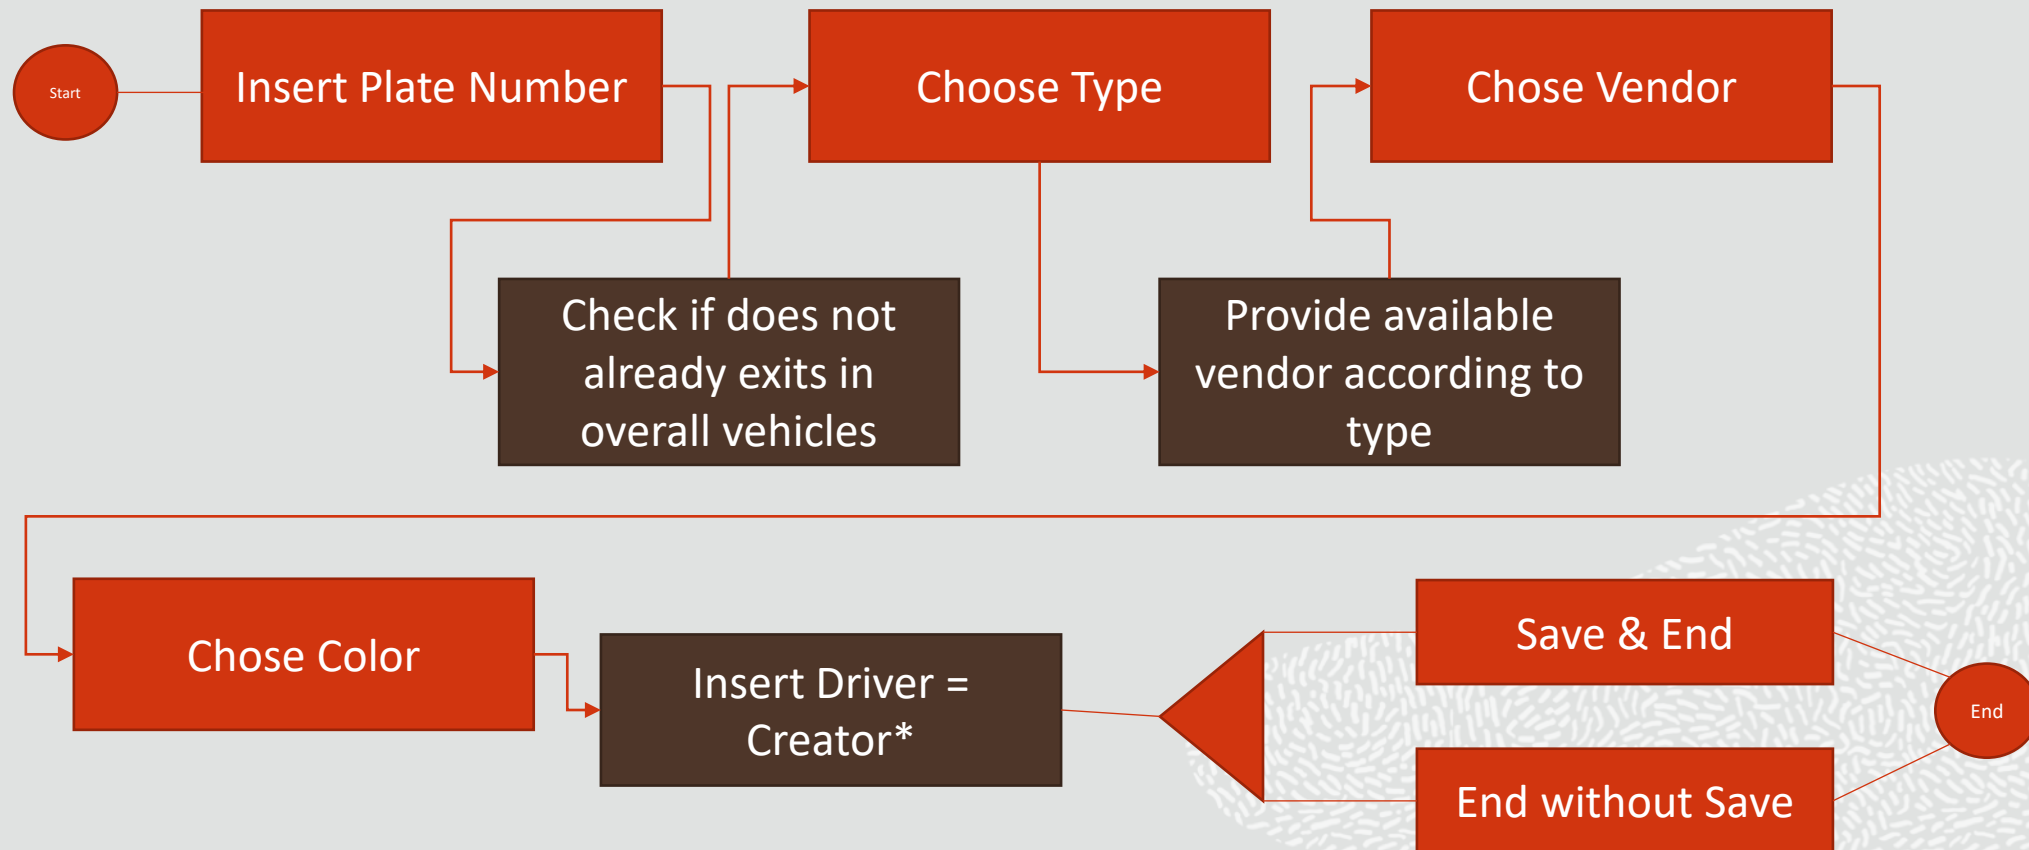 Start
Insert Plate Number
Choose Type
Chose Vendor
Check if does not
already exits in
overall vehicles
Provide available
vendor according to
type
Chose Color
Insert Driver =
Creator*
Save & End
End without Save
End